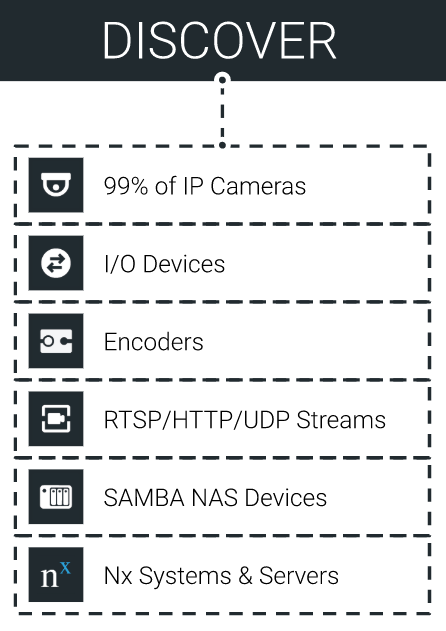 DISCOVER
99% of IP Cameras
I/O Devices
Encoders
RTSP/HTTP/UDP Streams
SAMBA NAS Devices
nx Nx Systems & Servers